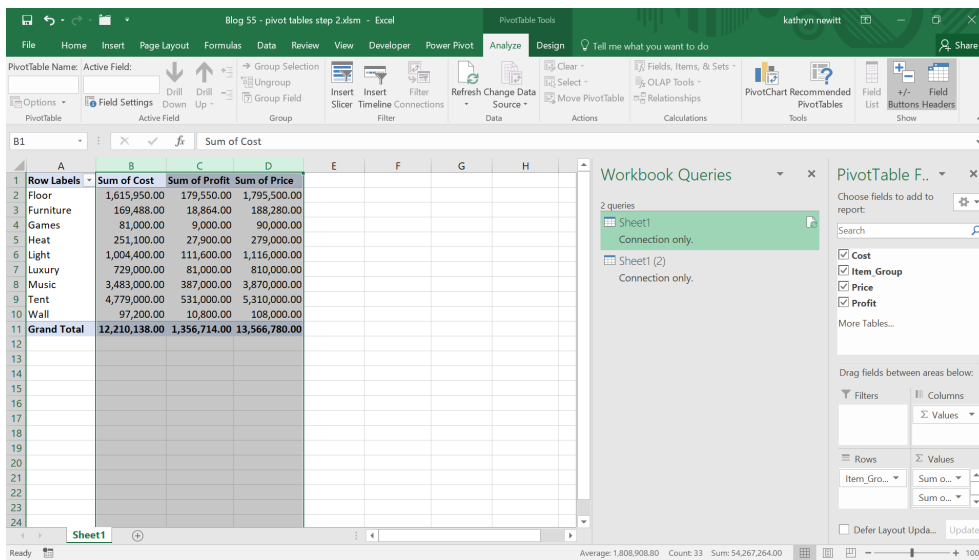 Blog 55 - pivot tables step 2.xlsm - Excel
PivotTable Tools
kathryn newitt
File Home Insert Page Layout Formulas Data Review View Developer Power Pivot Analyze Design Tell me what you want to do Share
PivotTable Name: Active Field:
Options
Field Settings
Drill Down
Drill Up
Group Selection
Ungroup
Group Field
Insert Slicer
Insert Timeline
Filter Connections
Refresh
Change Data Source
Clear
Select
Move PivotTable
Fields, Items, & Sets
OLAP Tools
Relationships
PivotChart
Recommended PivotTables
Field List
+/- Buttons
Field Headers
PivotTable Active Field Group Filter Data Actions Calculations Tools Show
B1 fx Sum of Cost
A B C D E F G H
1 Row Labels Sum of Cost Sum of Profit Sum of Price
2 Floor 1,615,950.00 179,550.00 1,795,500.00
3 Furniture 169,488.00 18,864.00 188,280.00
4 Games 81,000.00 9,000.00 90,000.00
5 Heat 251,100.00 27,900.00 279,000.00
6 Light 1,004,400.00 111,600.00 1,116,000.00
7 Luxury 729,000.00 81,000.00 810,000.00
8 Music 3,483,000.00 387,000.00 3,870,000.00
9 Tent 4,779,000.00 531,000.00 5,310,000.00
10 Wall 97,200.00 10,800.00 108,000.00
11 Grand Total 12,210,138.00 1,356,714.00 13,566,780.00
12
13
14
15
16
17
18
19
20
21
22
23
24
Workbook Queries
2 queries
Sheet1
Connection only.
Sheet1 (2)
Connection only.
PivotTable F..
Choose fields to add to
report:
Search
Cost
Item_Group
Price
Profit
More Tables...
Drag fields between areas below:
Filters
Columns
Σ Values
Rows
Σ Values
Item_Gro...
Sum o...
Sum o...
Defer Layout Upda... Update
Sheet1
Ready
Average: 1,808,908.80 Count: 33 Sum: 54,267,264.00